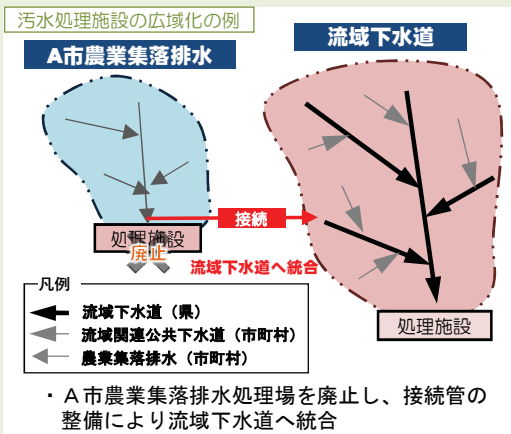 汚水処理施設の広域化の例
A市農業集落排水
流域下水道
接続
処理施設
廃止
流域下水道へ統合
処理施設
凡例
流域下水道（県）
流域関連公共下水道（市町村）
農業集落排水（市町村）
・Ａ市農業集落排水処理場を廃止し、接続管の
整備により流域下水道へ統合